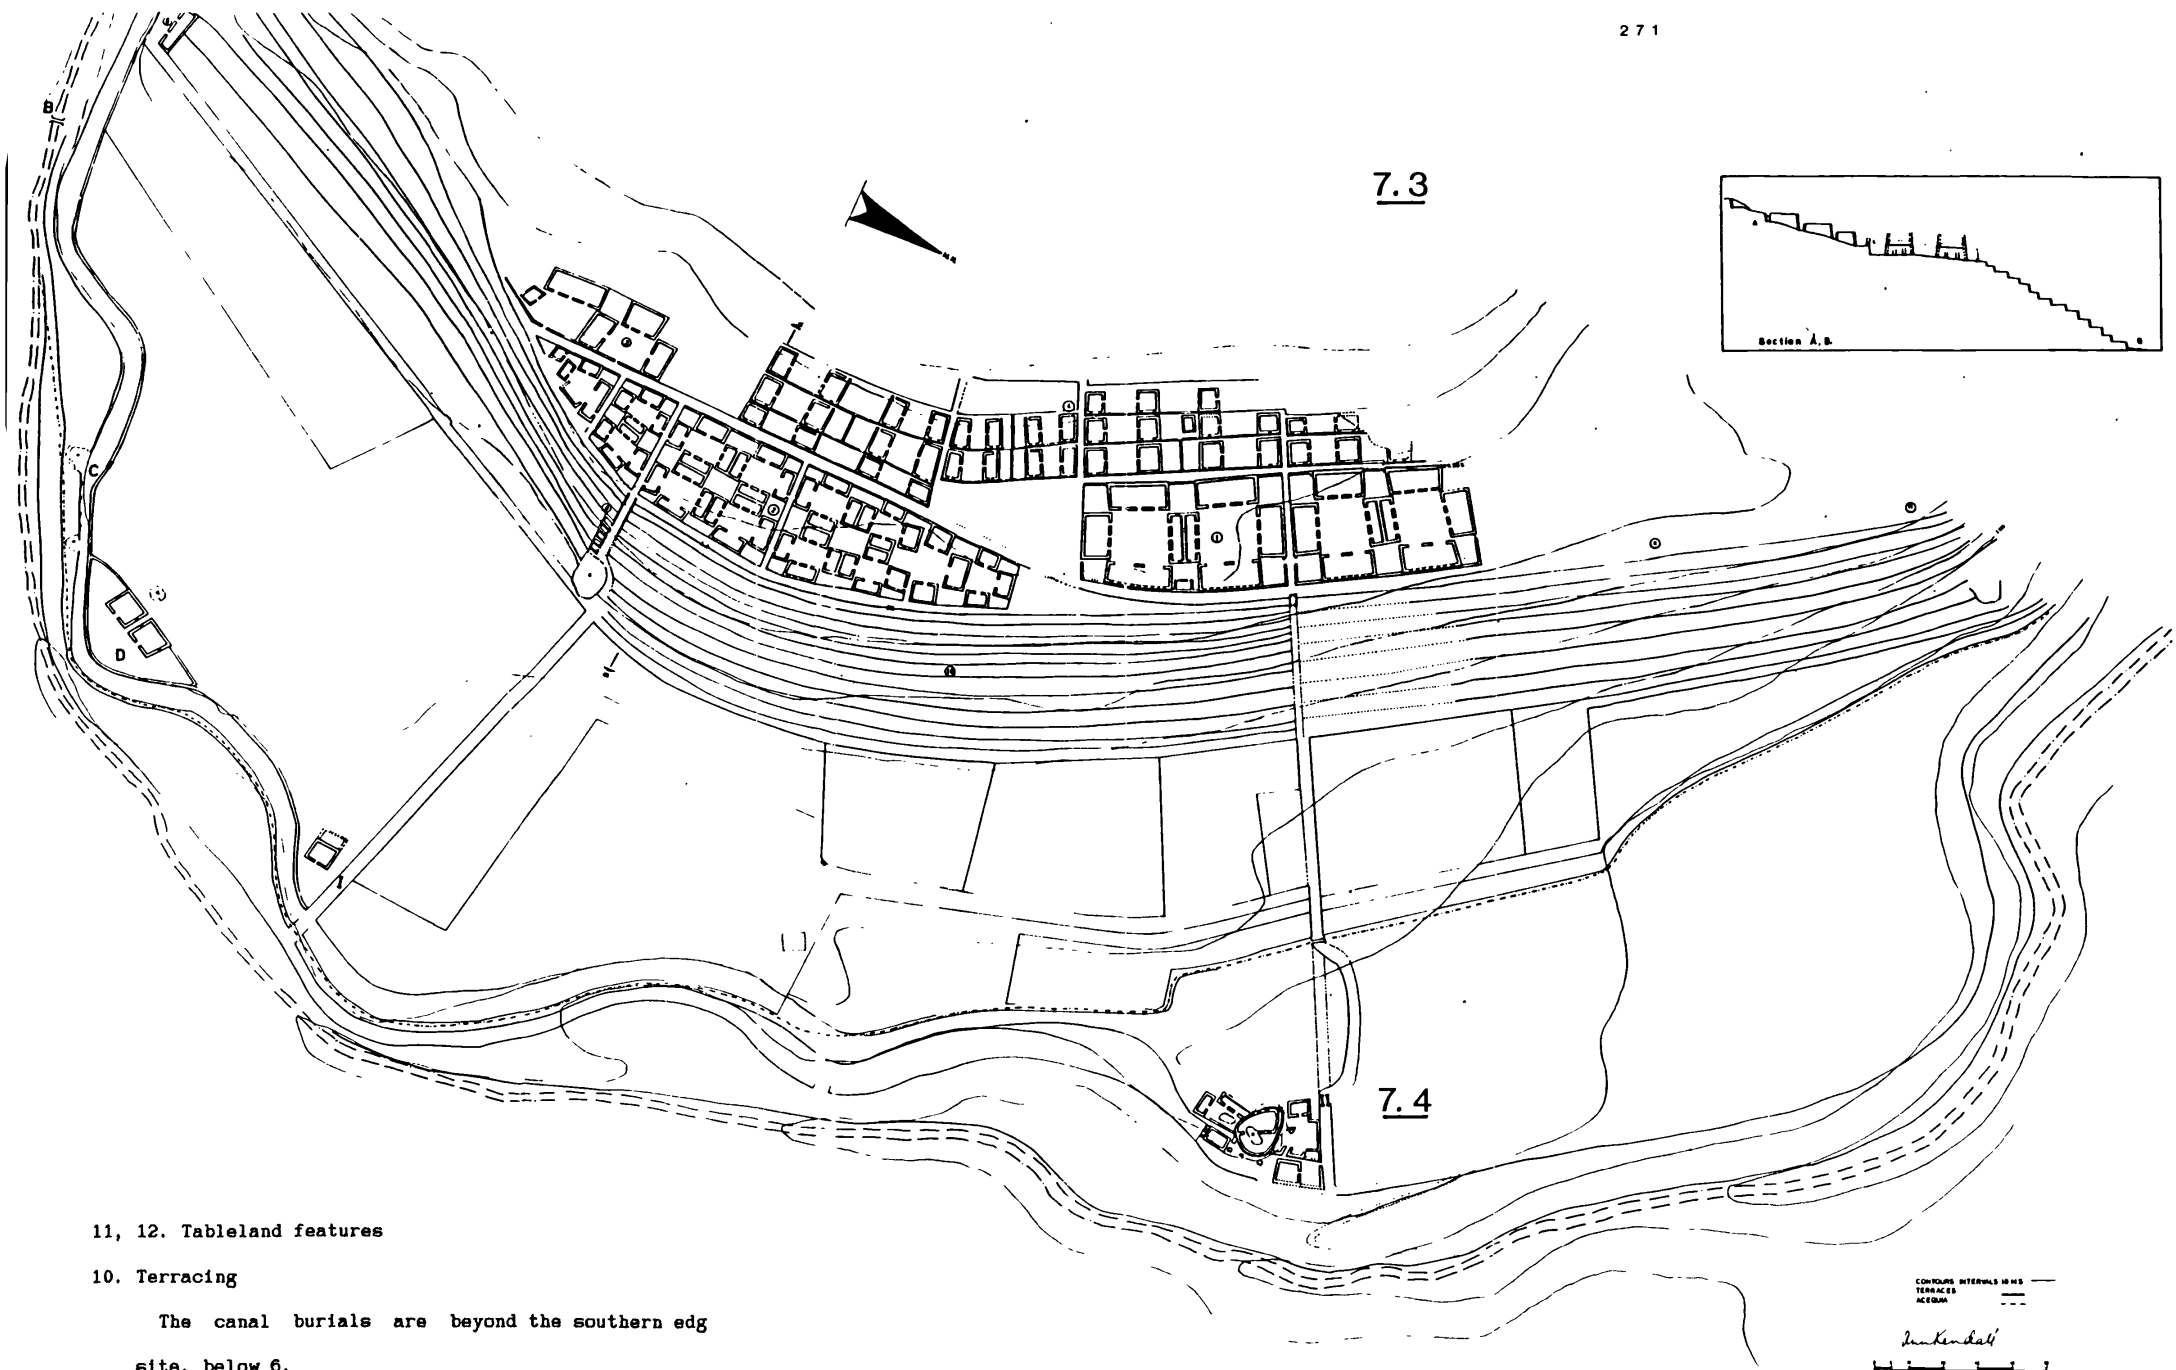 271
B
7.3
Section A, B.
C
D
7.4
11, 12. Tableland features
10. Terracing
The canal burials are beyond the southern edg
site, below 6.
CONTOURS INTERVALS 10 MS
TERRACES
ACEQUIA